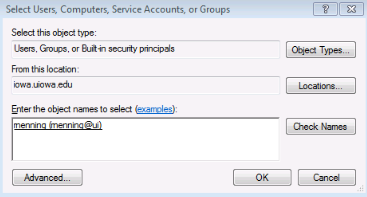 Select Users, Computers, Service Accounts, or Groups
Select this object type:
Users, Groups, or Built-in security principals
Object Types...
From this location:
iowa.uiowa.edu
Locations...
Enter the object names to select (examples):
menning (menning@ui)
Check Names
Advanced...
OK
Cancel